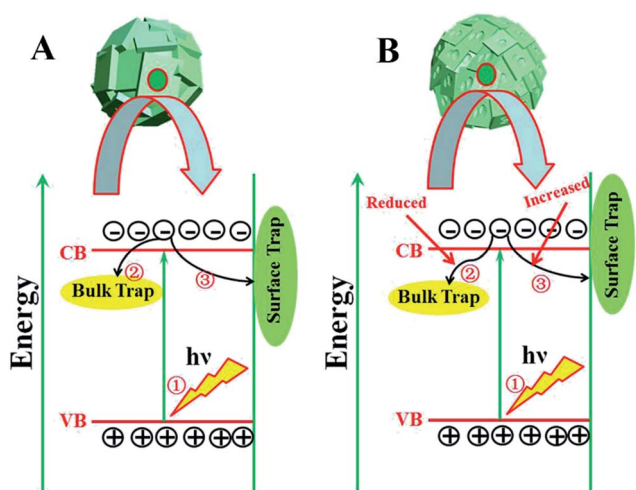 A
CB
②
③
Bulk Trap
Surface Trap
Energy
hν
①
VB
B
Reduced
Increased
CB
②
③
Bulk Trap
Surface Trap
Energy
hν
①
VB